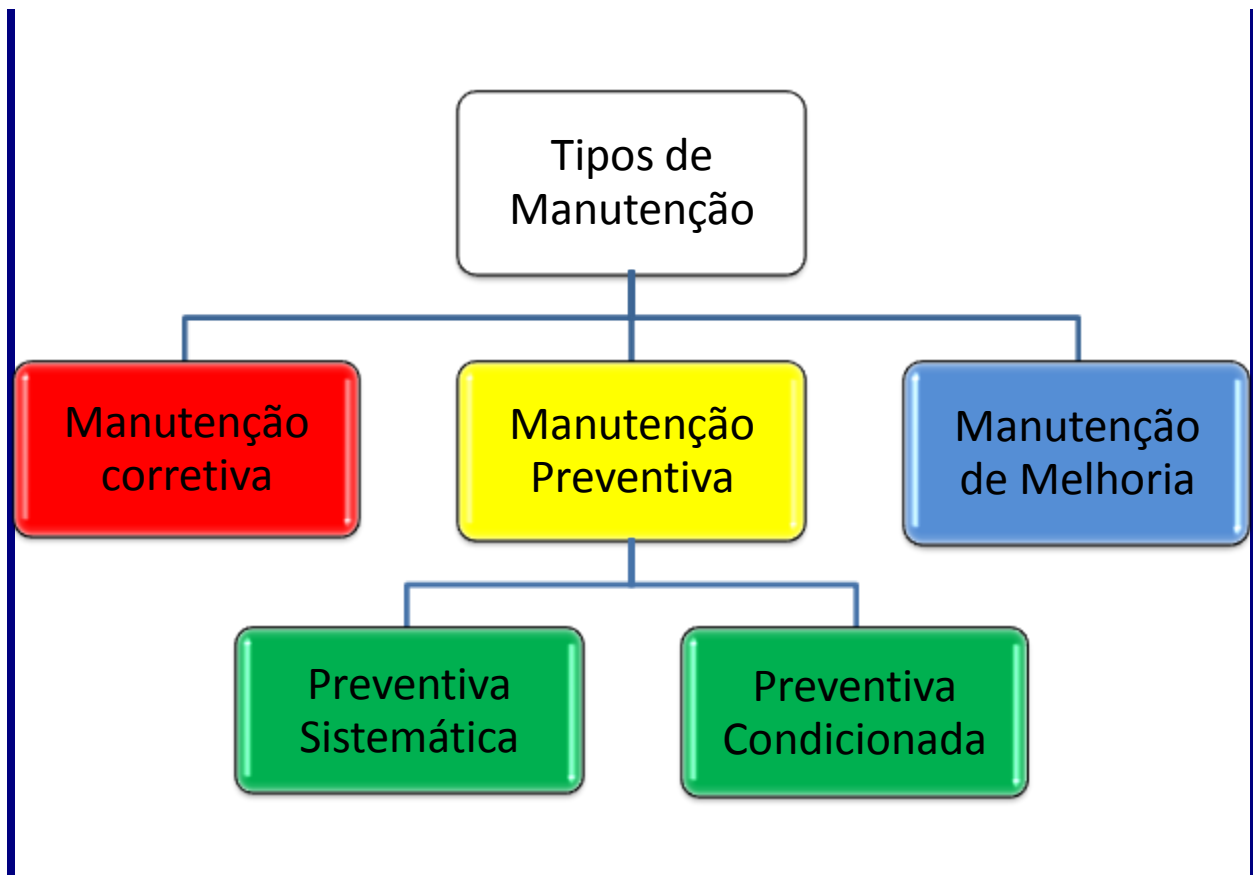 Tipos de
Manutenção
Manutenção
corretiva
Manutenção
Preventiva
Manutenção
de Melhoria
Preventiva
Sistemática
Preventiva
Condicionada